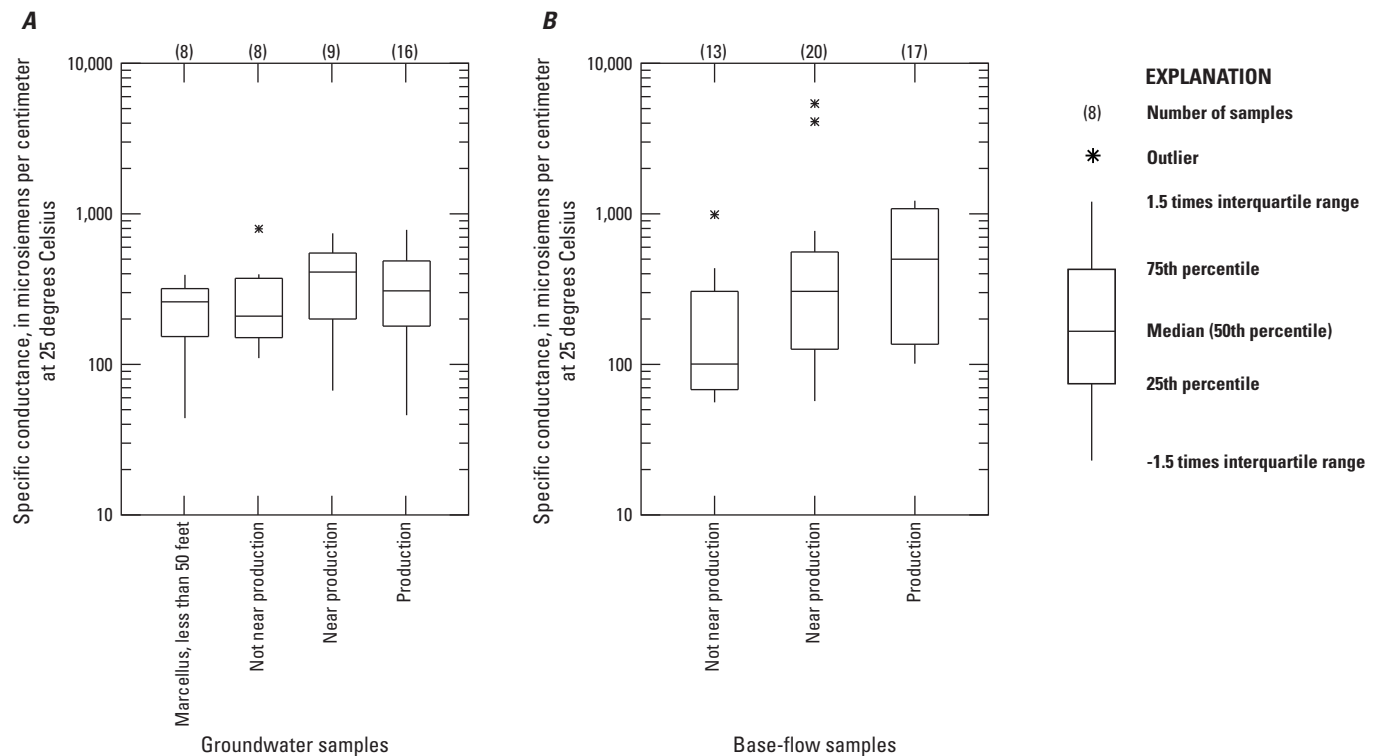 A
(8)
(8)
(9)
(16)
10,000
1,000
100
10
Specific conductance, in microsiemens per centimeter
at 25 degrees Celsius
Marcellus, less than 50 feet
Not near production
Near production
Production
Groundwater samples
B
(13)
(20)
(17)
10,000
1,000
100
10
Specific conductance, in microsiemens per centimeter
at 25 degrees Celsius
Not near production
Near production
Production
Base-flow samples
EXPLANATION
(8) Number of samples
Outlier
1.5 times interquartile range
75th percentile
Median (50th percentile)
25th percentile
-1.5 times interquartile range